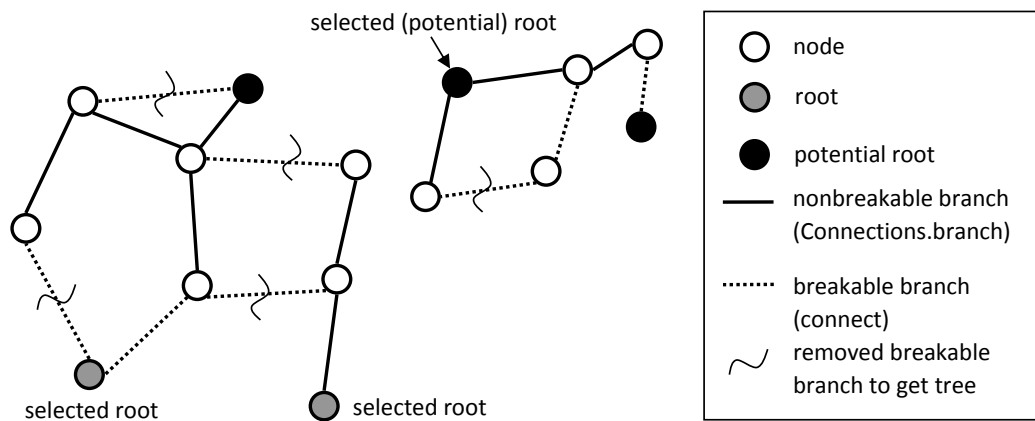 selected (potential) root
selected root
selected root
node
root
potential root
nonbreakable branch
(Connections.branch)
breakable branch
(connect)
removed breakable
branch to get tree